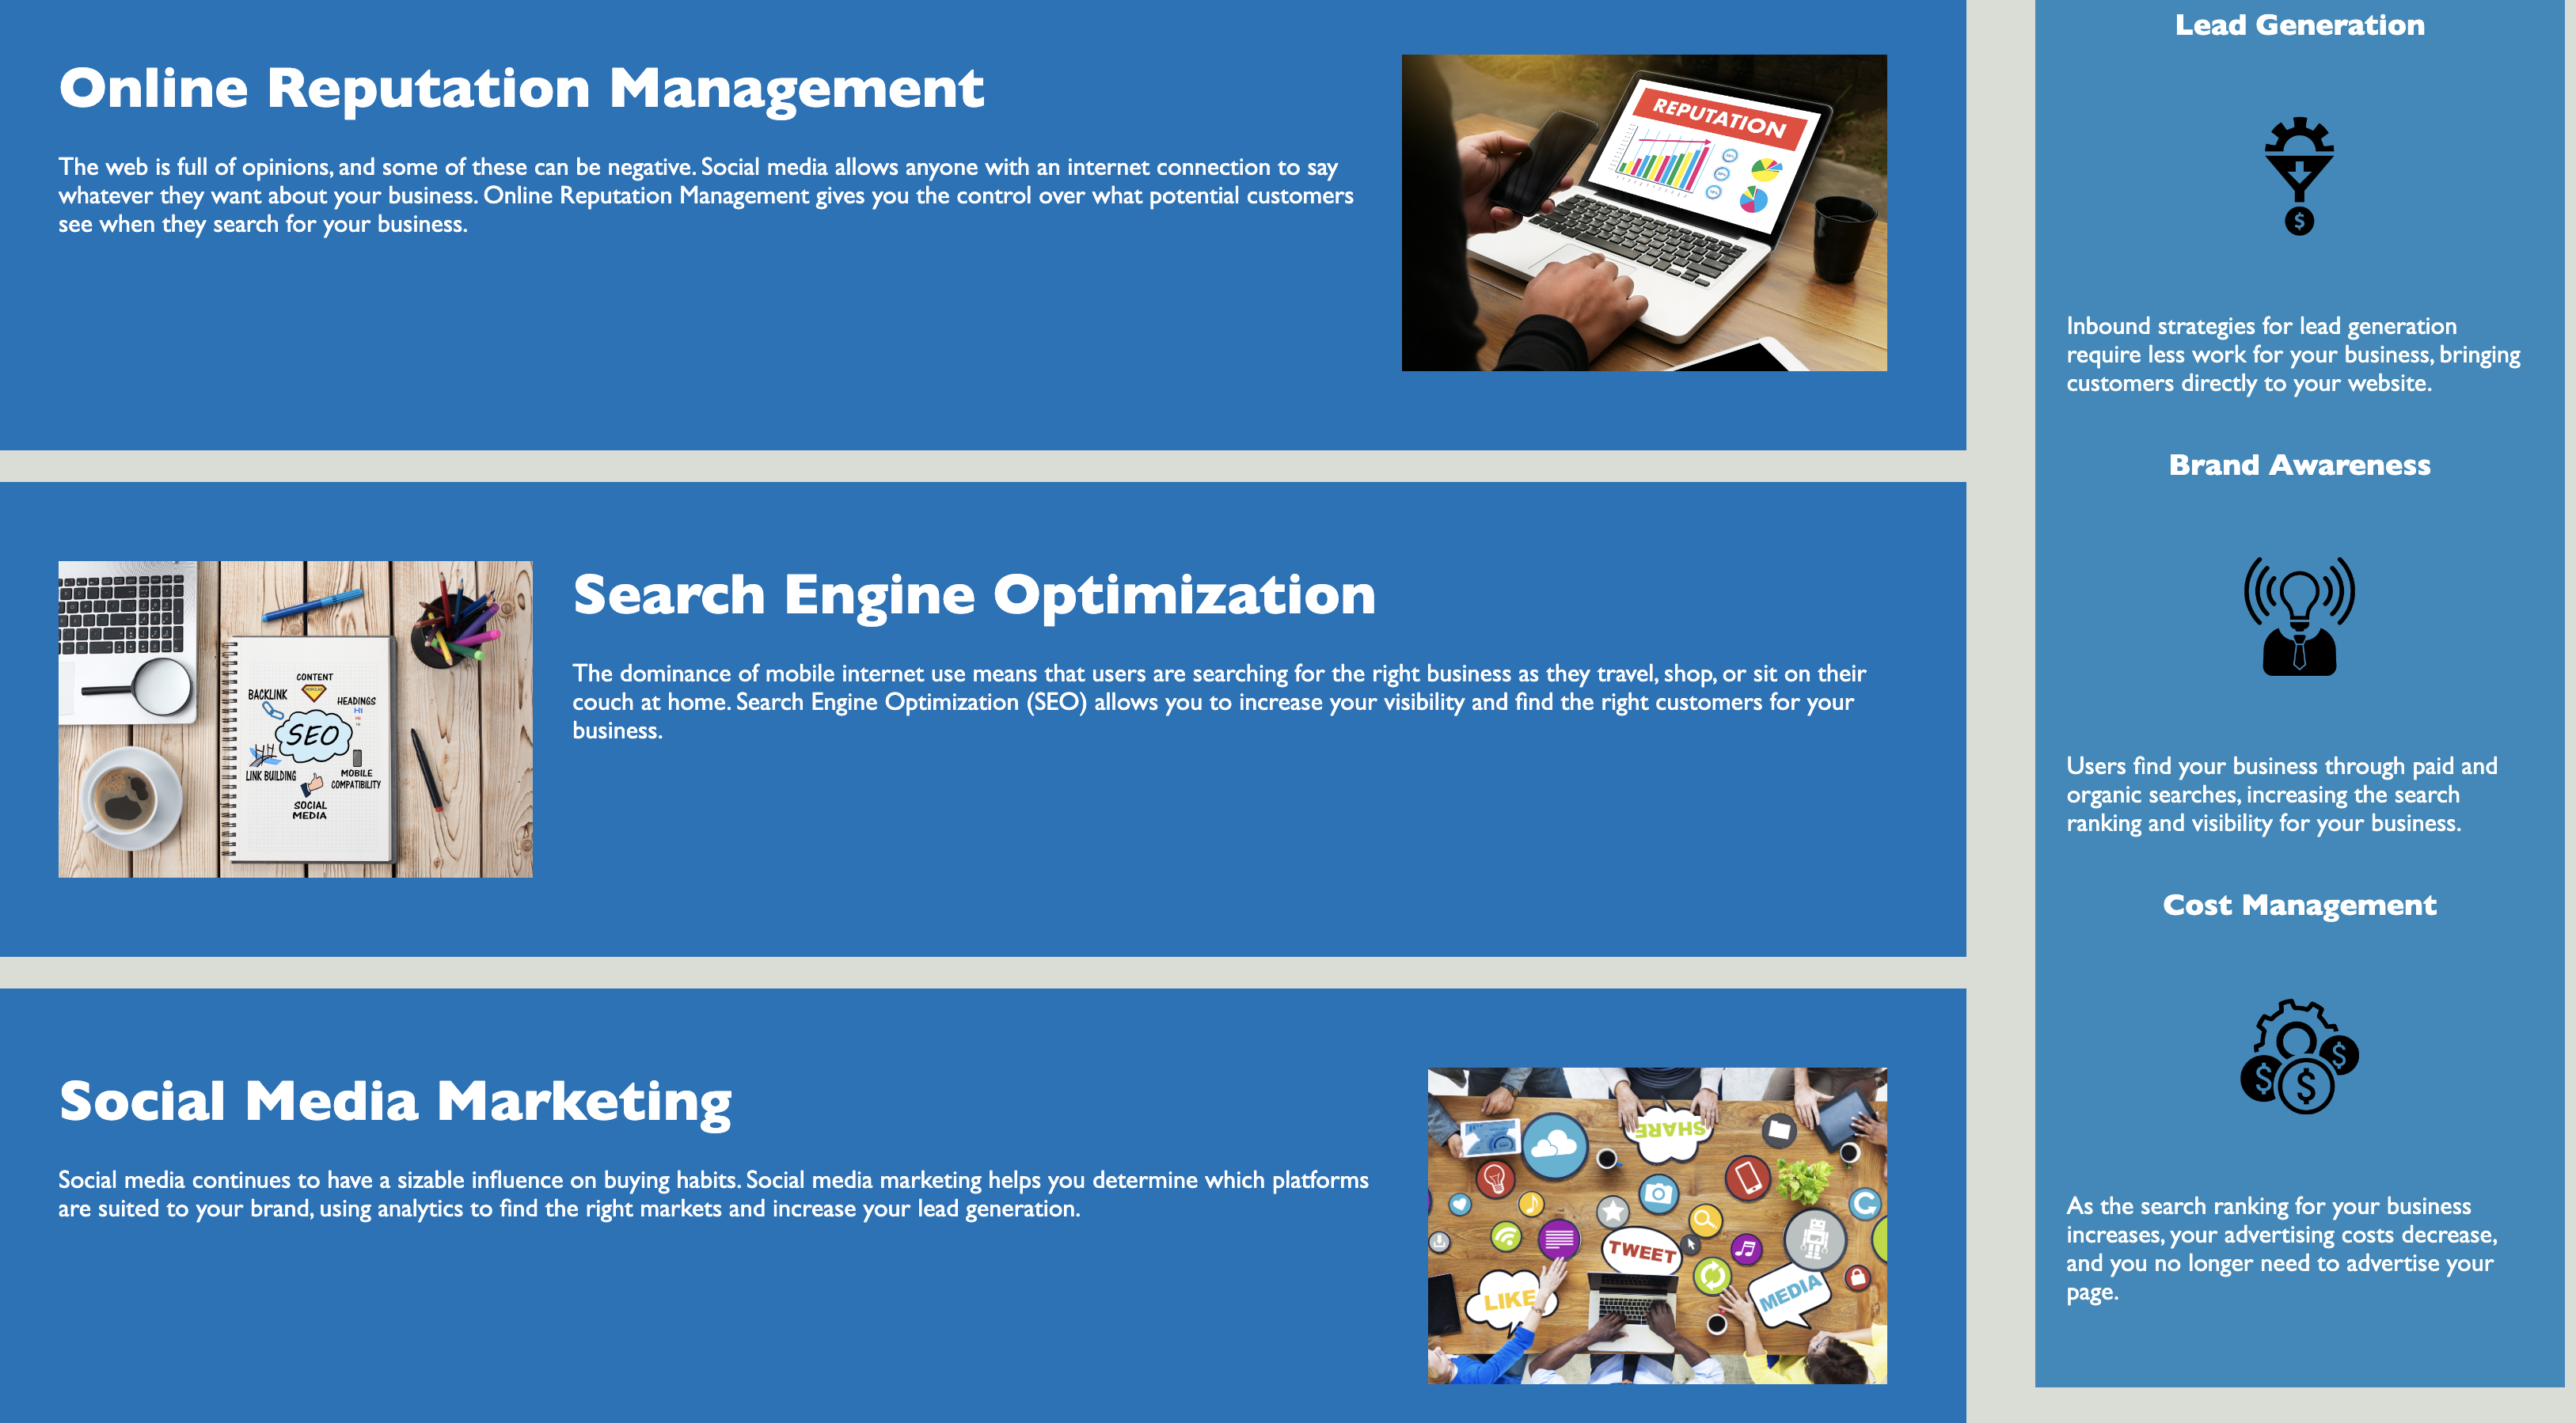 Online Reputation Management
The web is full of opinions, and some of these can be negative. Social media allows anyone with an internet connection to say
whatever they want about your business. Online Reputation Management gives you the control over what potential customers
see when they search for your business.
REPUTATION
Search Engine Optimization
The dominance of mobile internet use means that users are searching for the right business as they travel, shop, or sit on their
couch at home. Search Engine Optimization (SEO) allows you to increase your visibility and find the right customers for your
business.
CONTENT
BACKLINK
HEADINGS
H1
SEO
LINK BUILDING
MOBILE
COMPATIBILITY
SOCIAL
MEDIA
Social Media Marketing
Social media continues to have a sizable influence on buying habits. Social media marketing helps you determine which platforms
are suited to your brand, using analytics to find the right markets and increase your lead generation.
SHARE
TWEET
LIKE
MEDIA
Lead Generation
$
Inbound strategies for lead generation
require less work for your business, bringing
customers directly to your website.
Brand Awareness
Users find your business through paid and
organic searches, increasing the search
ranking and visibility for your business.
Cost Management
$ $ $
As the search ranking for your business
increases, your advertising costs decrease,
and you no longer need to advertise your
page.